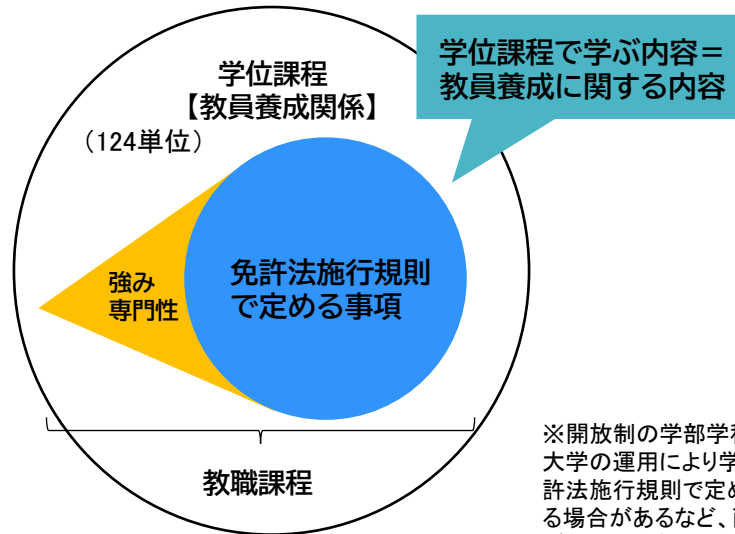 学位課程で学ぶ内容＝
教員養成に関する内容
学位課程
【教員養成関係】
（124単位）
強み
専門性
免許法施行規則
で定める事項
教職課程
※開放制の学部学
大学の運用により学
許法施行規則で定め
る場合があるなど、